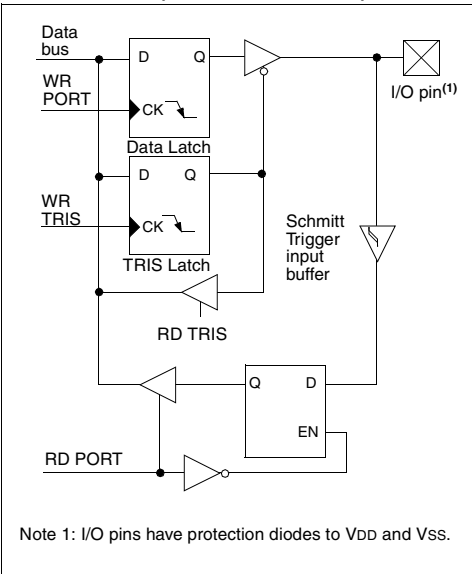 Data
bus
D
Q
WR
PORT
I/O pin(1)
CK
Data Latch
D
Q
WR
TRIS
CK
Schmitt
Trigger
input
buffer
TRIS Latch
RD TRIS
Q
D
EN
RD PORT
Note 1: I/O pins have protection diodes to VDD and VSS.